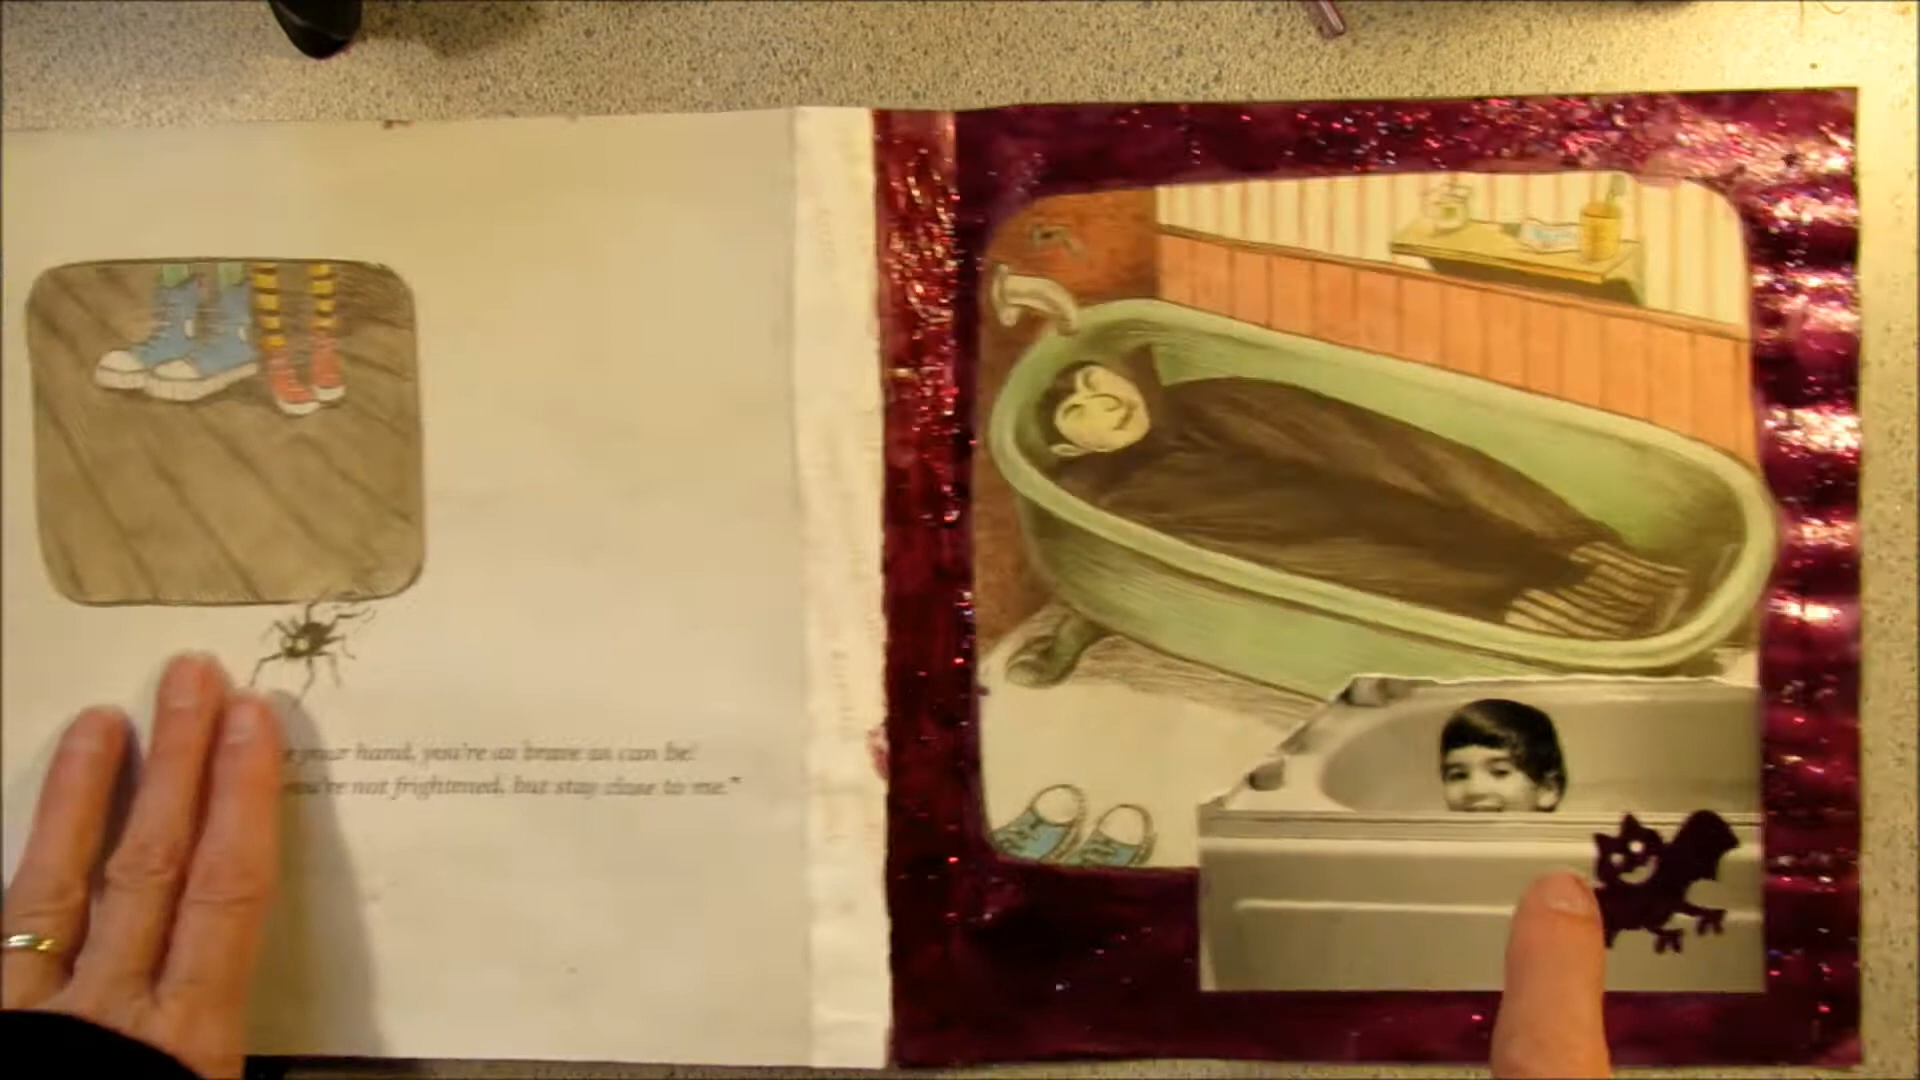 your hand, you're as brave as can be!
you're not frightened, but stay close to me."